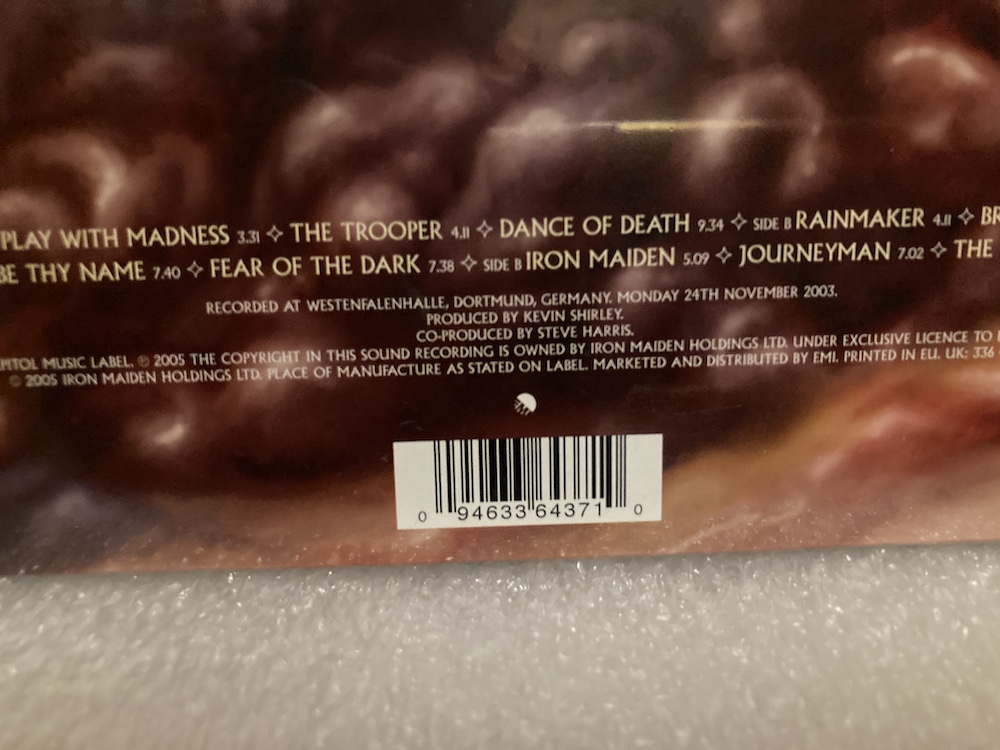 PLAY WITH MADNESS 3.31 ✧ THE TROOPER 4.11 ✧ DANCE OF DEATH 9.34 ✧ SIDE B RAINMAKER 4.11 ✧ BR
BE THY NAME 7.40 ✧ FEAR OF THE DARK 7.38 ✧ SIDE B IRON MAIDEN 5.09 ✧ JOURNEYMAN 7.02 ✧ THE
RECORDED AT WESTENFALENHALLE, DORTMUND, GERMANY. MONDAY 24TH NOVEMBER 2003.
PRODUCED BY KEVIN SHIRLEY.
CO-PRODUCED BY STEVE HARRIS.
PITOL MUSIC LABEL. ℗ 2005 THE COPYRIGHT IN THIS SOUND RECORDING IS OWNED BY IRON MAIDEN HOLDINGS LTD. UNDER EXCLUSIVE LICENCE TO
© 2005 IRON MAIDEN HOLDINGS LTD. PLACE OF MANUFACTURE AS STATED ON LABEL. MARKETED AND DISTRIBUTED BY EMI. PRINTED IN EU. UK: 336
0 94633 64371 0